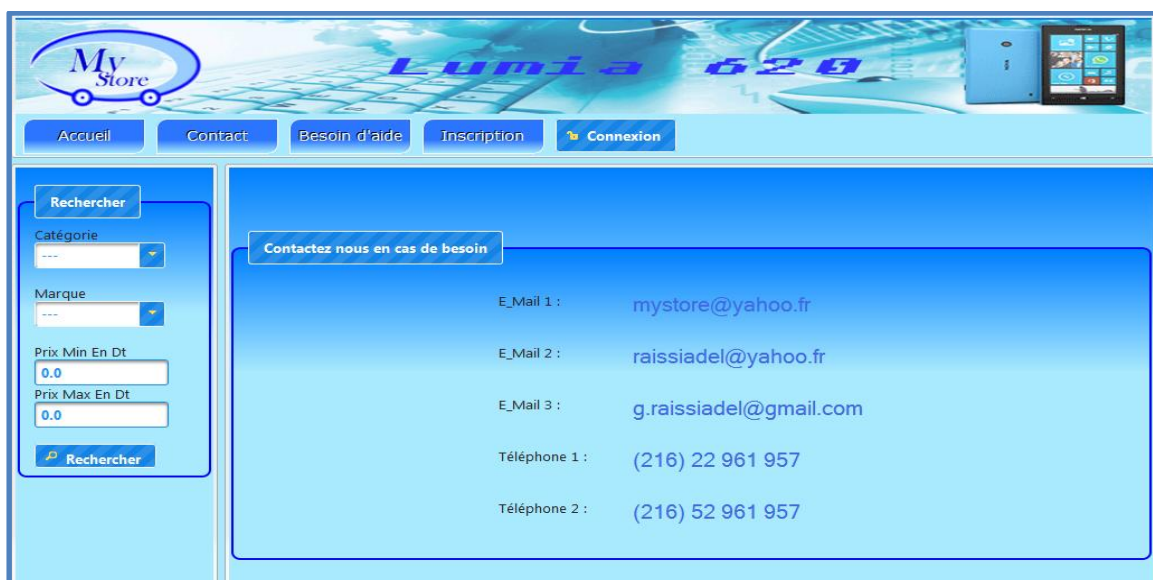 My
Store
Lumia 620
Accueil
Contact
Besoin d'aide
Inscription
Connexion
Rechercher
Catégorie
---
Marque
---
Prix Min En Dt
0.0
Prix Max En Dt
0.0
Rechercher
Contactez nous en cas de besoin
E_Mail 1 : mystore@yahoo.fr
E_Mail 2 : raissiadel@yahoo.fr
E_Mail 3 : g.raissiadel@gmail.com
Téléphone 1 : (216) 22 961 957
Téléphone 2 : (216) 52 961 957